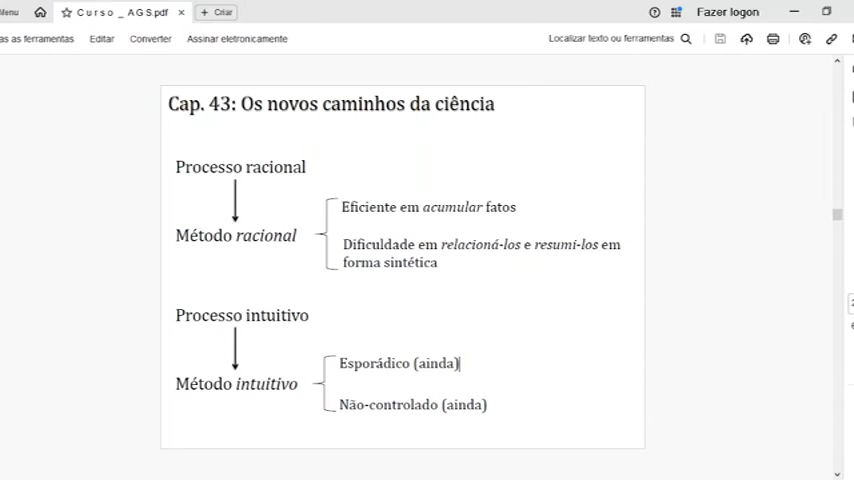 Menu
C u r s o _ A G S.pdf
Criar
Fazer logon
as as ferramentas
Editar
Converter
Assinar eletronicamente
Localizar texto ou ferramentas
Cap. 43: Os novos caminhos da ciência
Processo racional
Eficiente em acumular fatos
Método racional
Dificuldade em relacioná-los e resumi-los em
forma sintética
Processo intuitivo
Esporádico (ainda)
Método intuitivo
Não-controlado (ainda)